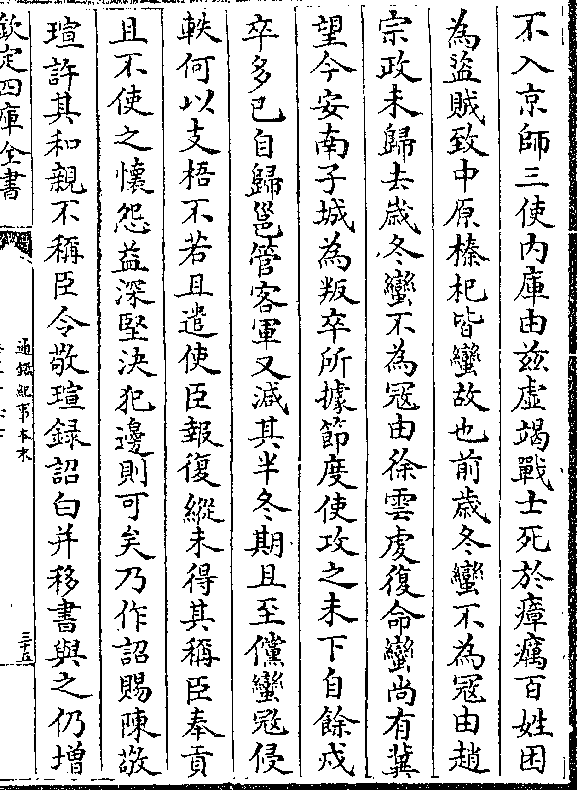 不入京師三使内庫由兹虚竭戰士死於瘴癘百姓困
為盜賊致中原榛杞皆蠻故也前歲冬蠻不為冦由趙
宗政未歸去歲冬蠻不為冦由徐雲䖍復命蠻尚有冀
望今安南子城為叛卒所據節度使攻之未下自餘戍
卒多已自歸邕管客軍又減其半冬期且至儻蠻冦侵
軼何以支梧不若且遣使臣報復縱未得其稱臣奉貢
且不使之懷怨益深堅決犯邊則可矣乃作詔賜陳敬
瑄許其和親不稱臣令敬瑄録詔白并移書與之仍増
欽定四庫全書
通鑑紀事本末
三十五